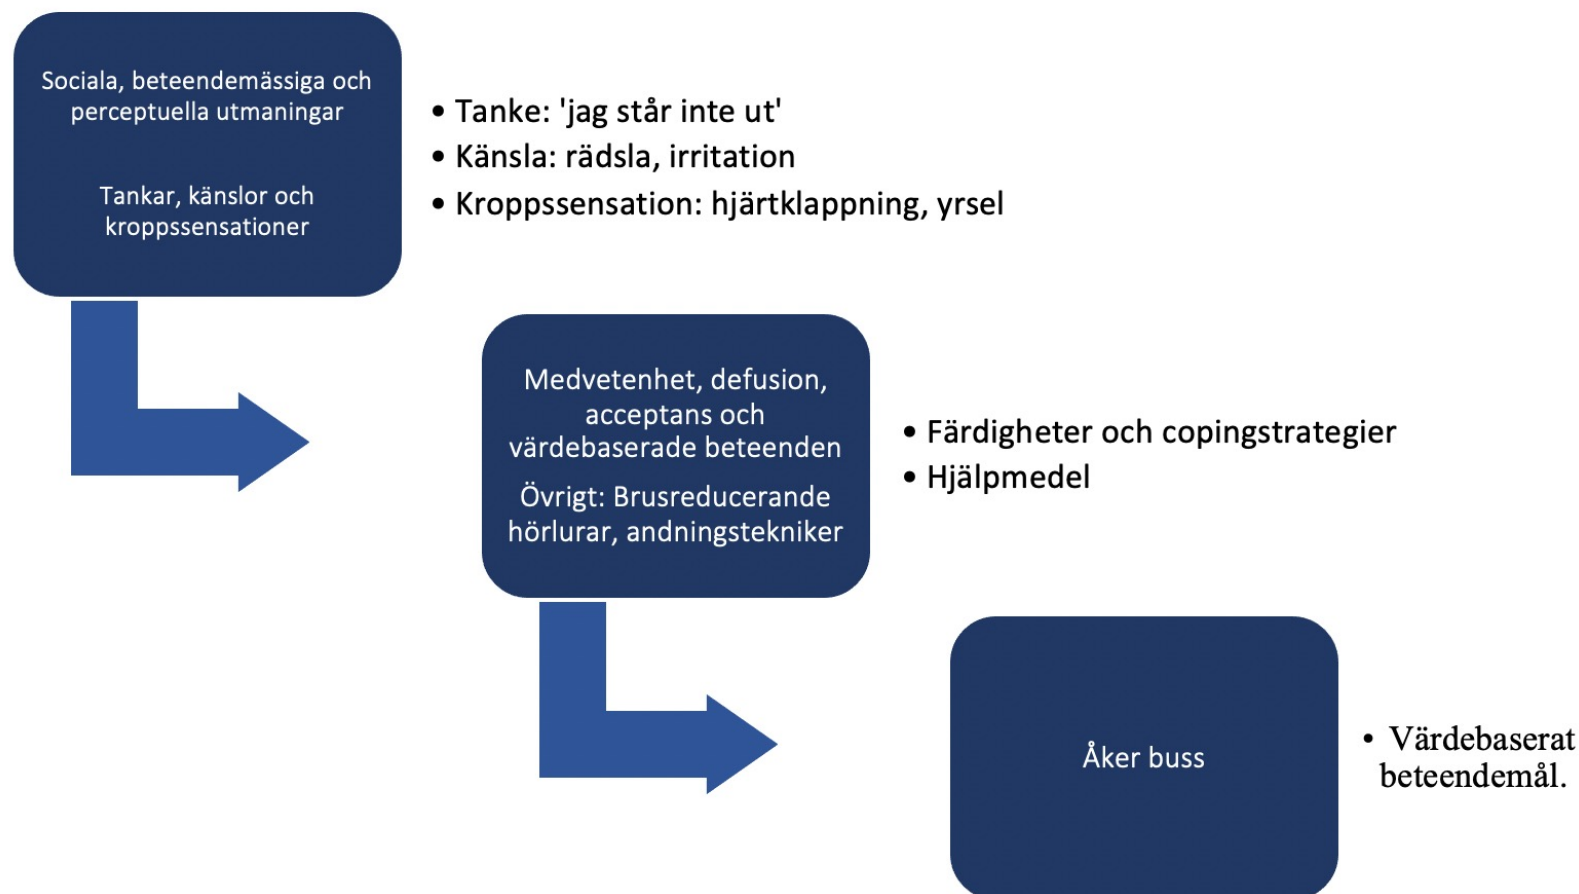 Sociala, beteendemässiga och
perceptuella utmaningar
Tankar, känslor och
kroppssensationer
• Tanke: 'jag står inte ut'
• Känsla: rädsla, irritation
• Kroppssensation: hjärtklappning, yrsel
Medvetenhet, defusion,
acceptans och
värdebaserade beteenden
Övrigt: Brusreducerande
hörlurar, andningstekniker
• Färdigheter och copingstrategier
• Hjälpmedel
Åker buss
• Värdebaserat
beteendemål.